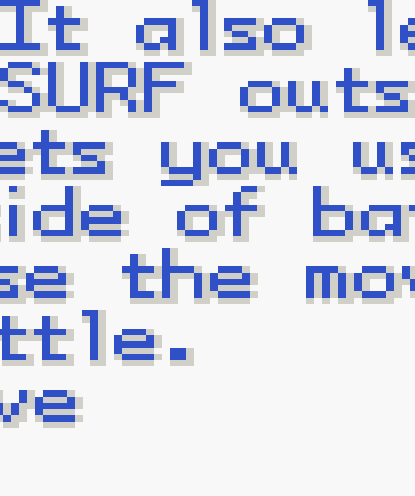 It also le
SURF outs
ets you us
ide of bat
se the mov
ttle.
ve